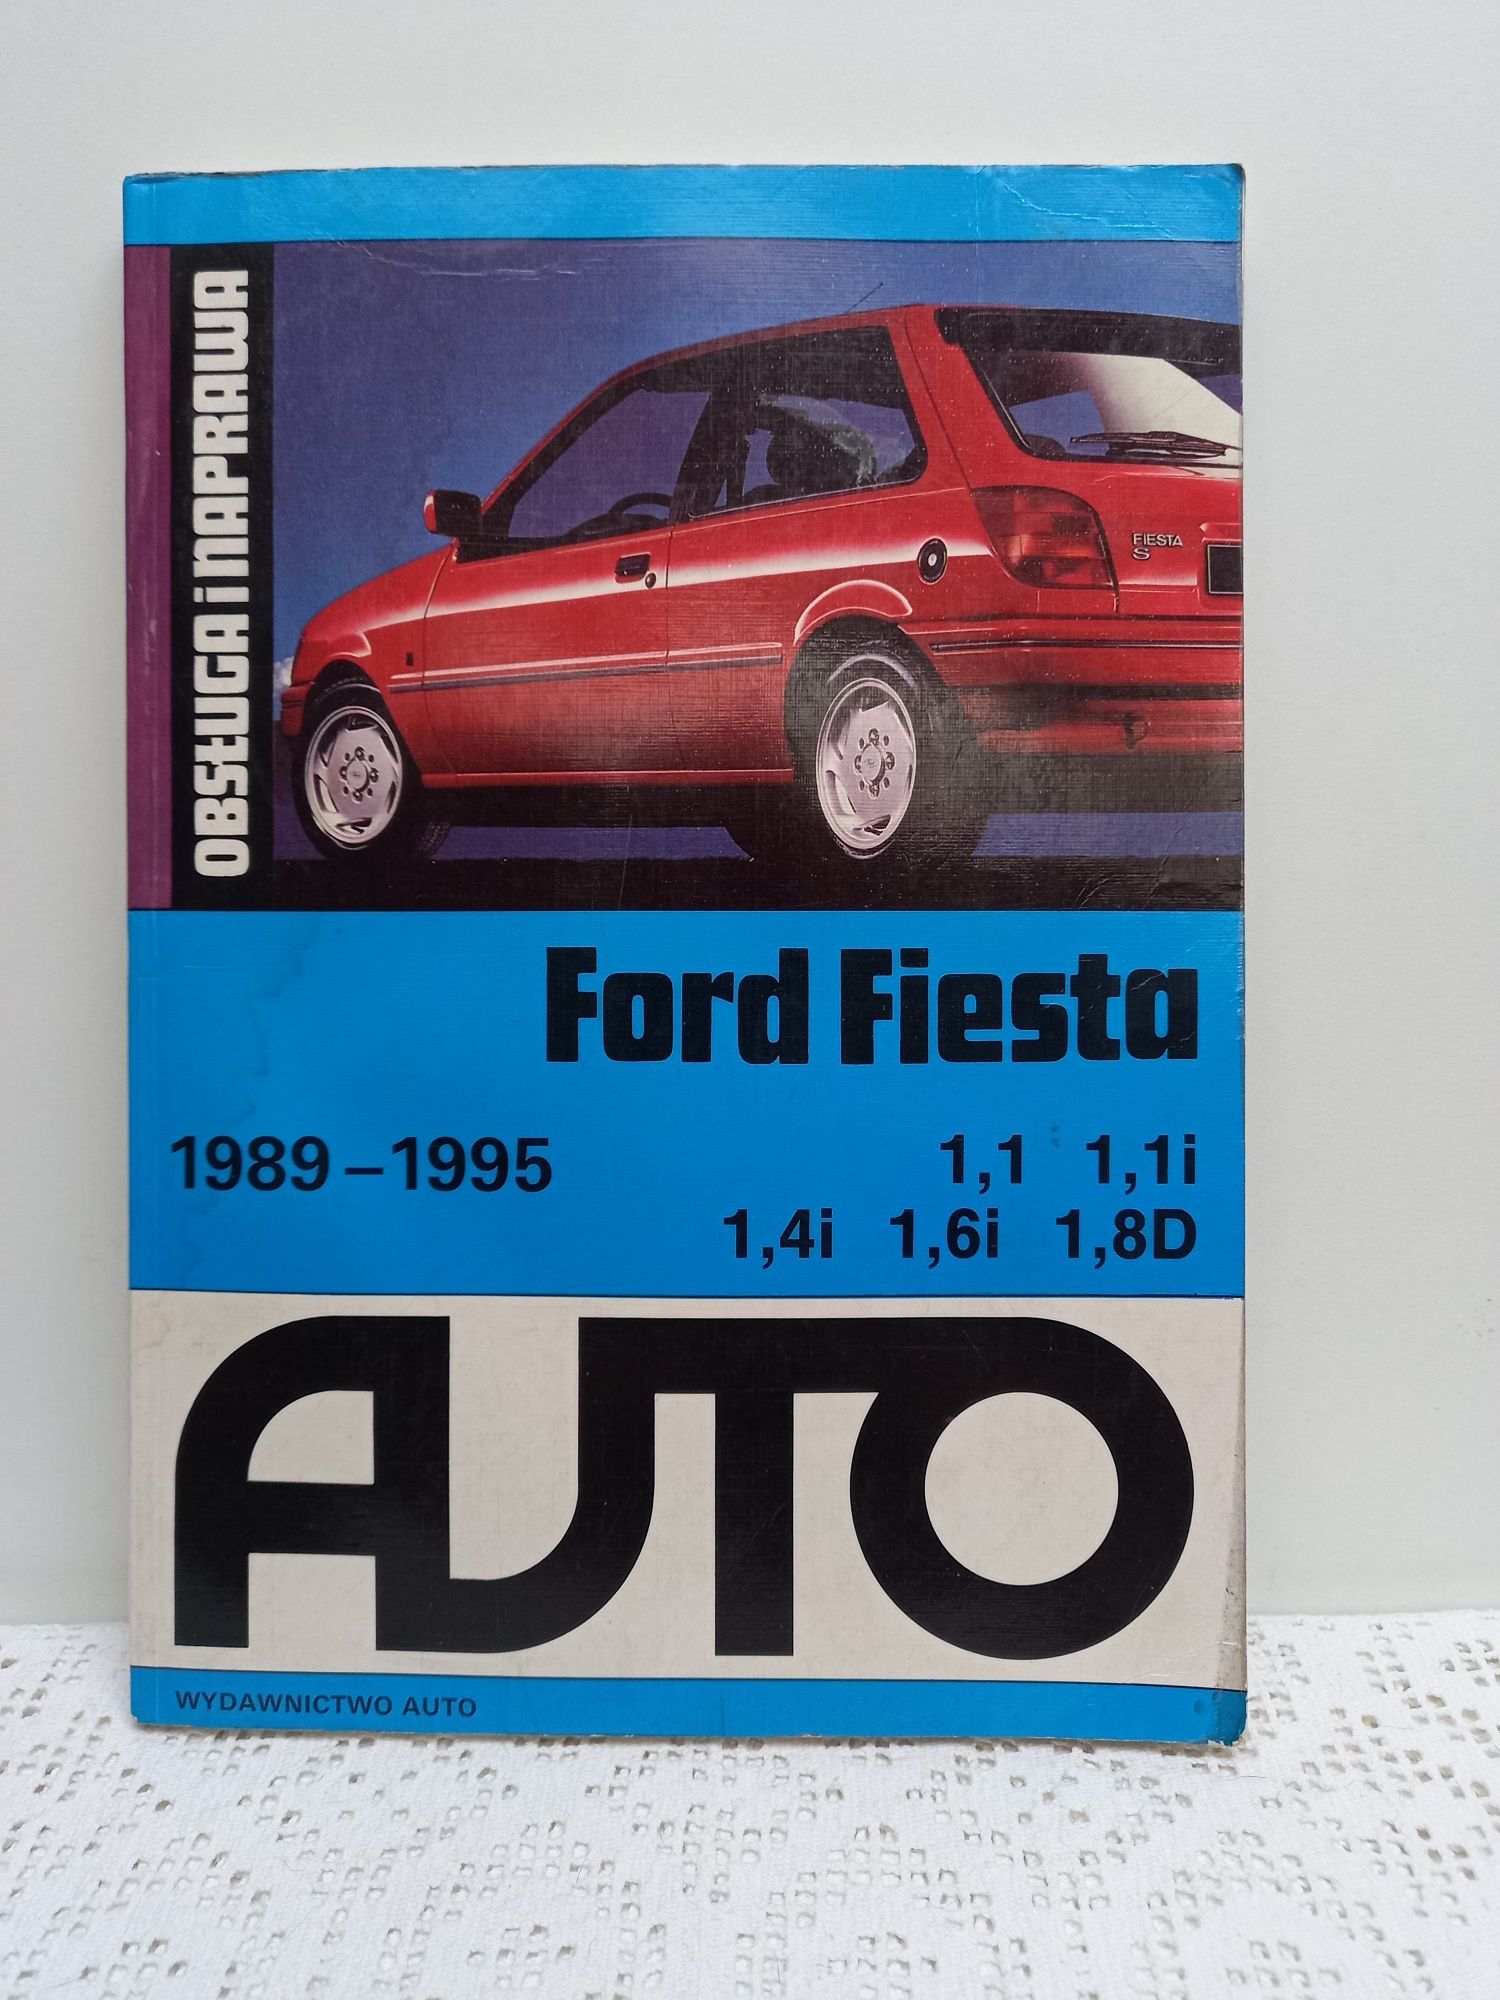 OBSŁUGA i NAPRAWA
FIESTA
S
Ford Fiesta
1989–1995
1,1 1,1i
1,4i 1,6i 1,8D
AUTO
WYDAWNICTWO AUTO